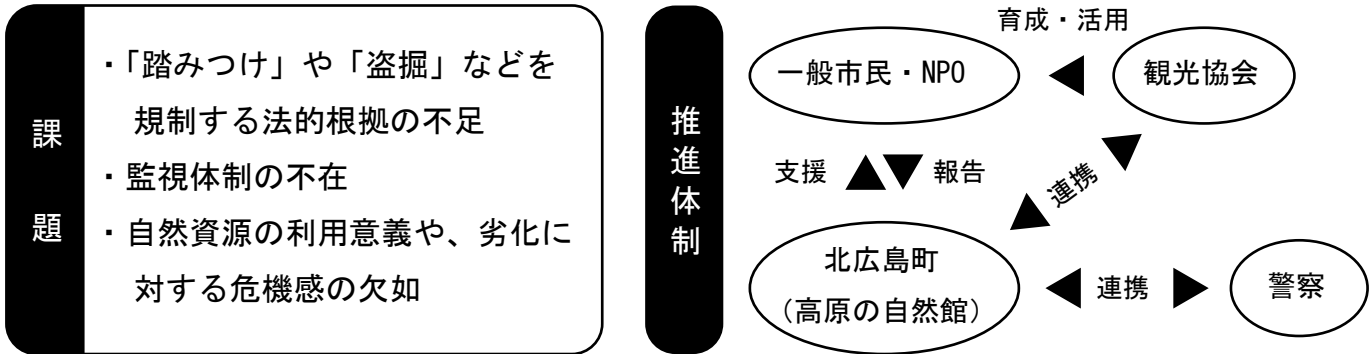 課題
・「踏みつけ」や「盗掘」などを
規制する法的根拠の不足
・監視体制の不在
・自然資源の利用意義や、劣化に
対する危機感の欠如
推進体制
育成・活用
一般市民・NPO
観光協会
支援
報告
連携
北広島町
（高原の自然館）
連携
警察